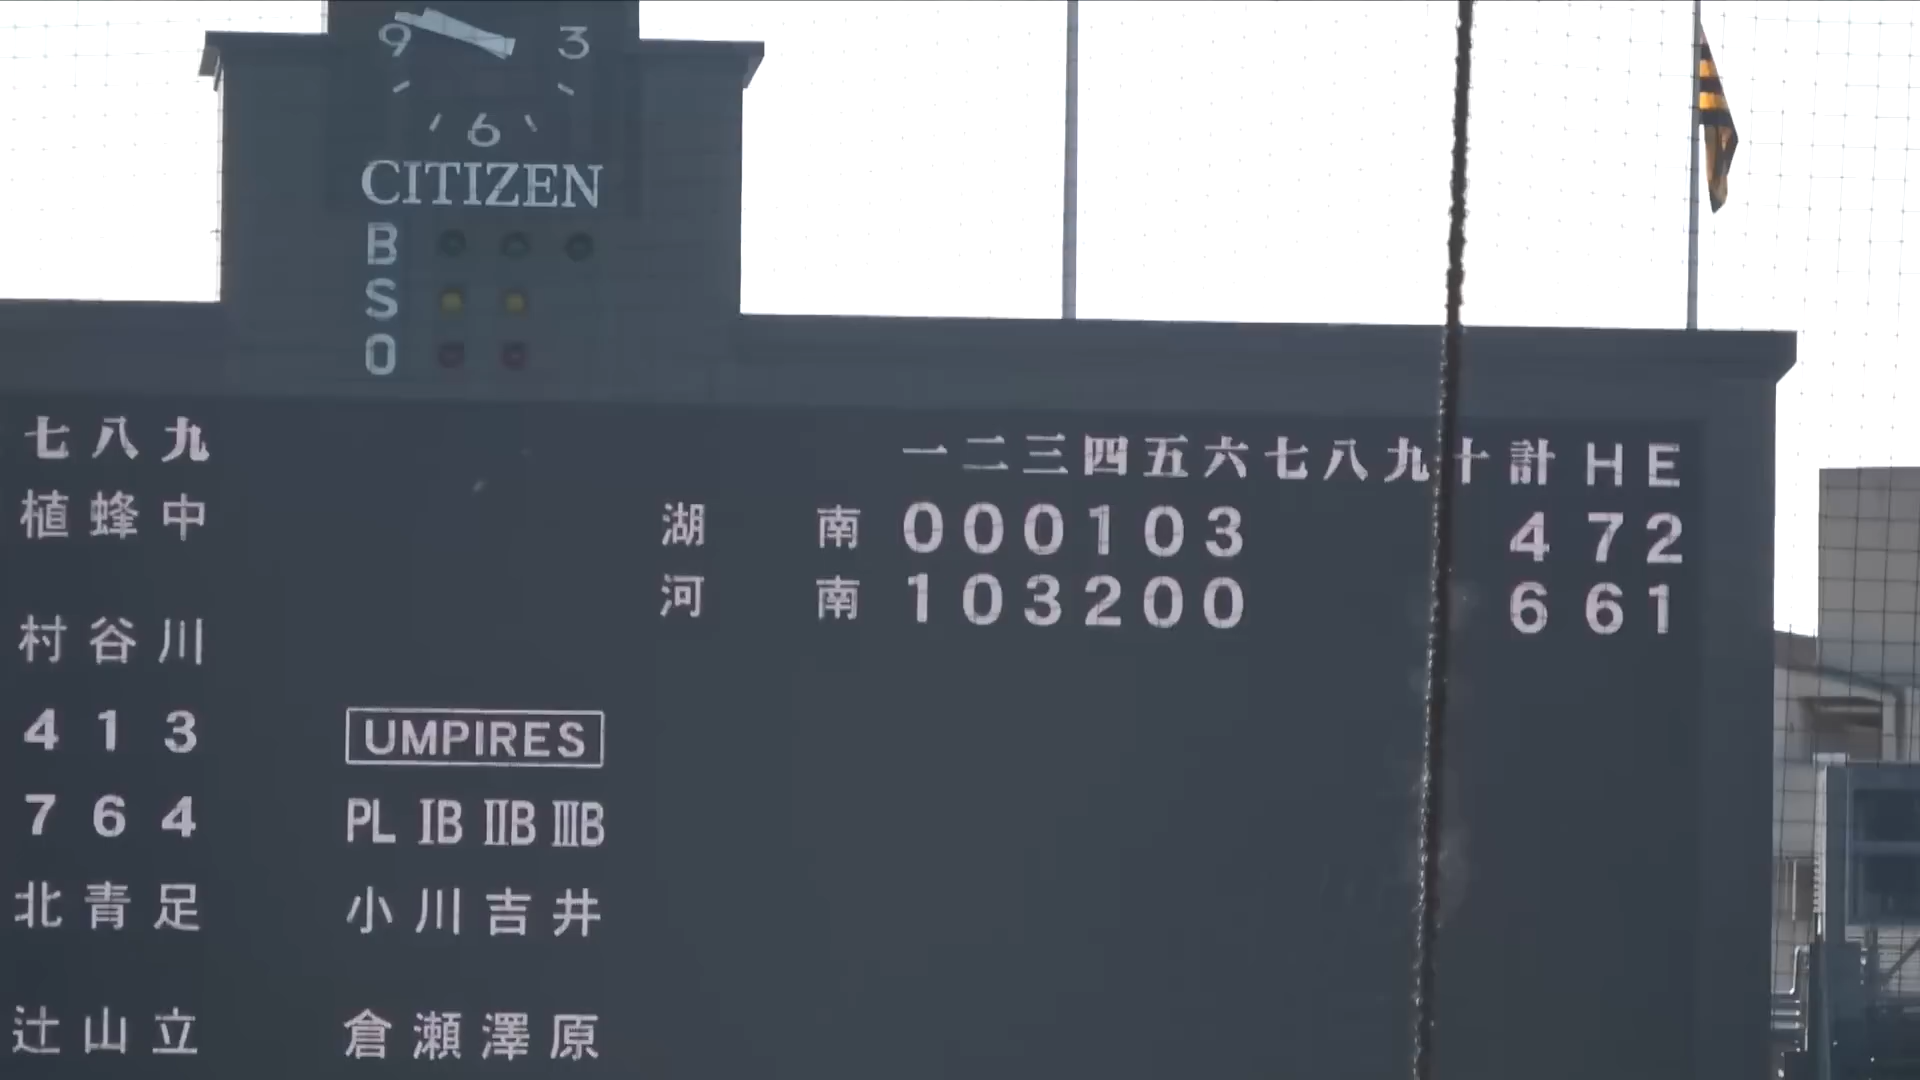 9 3
6
CITIZEN
B
S
O
七 八 九
植 蜂 中
村 谷 川
4 1 3
7 6 4
北 青 足
辻 山 立
UMPIRES
PL IB IIB IIIB
小 川 吉 井
倉 瀬 澤 原
一 二 三 四 五 六 七 八 九 十 計 H E
湖 南 0 0 0 1 0 3 4 7 2
河 南 1 0 3 2 0 0 6 6 1